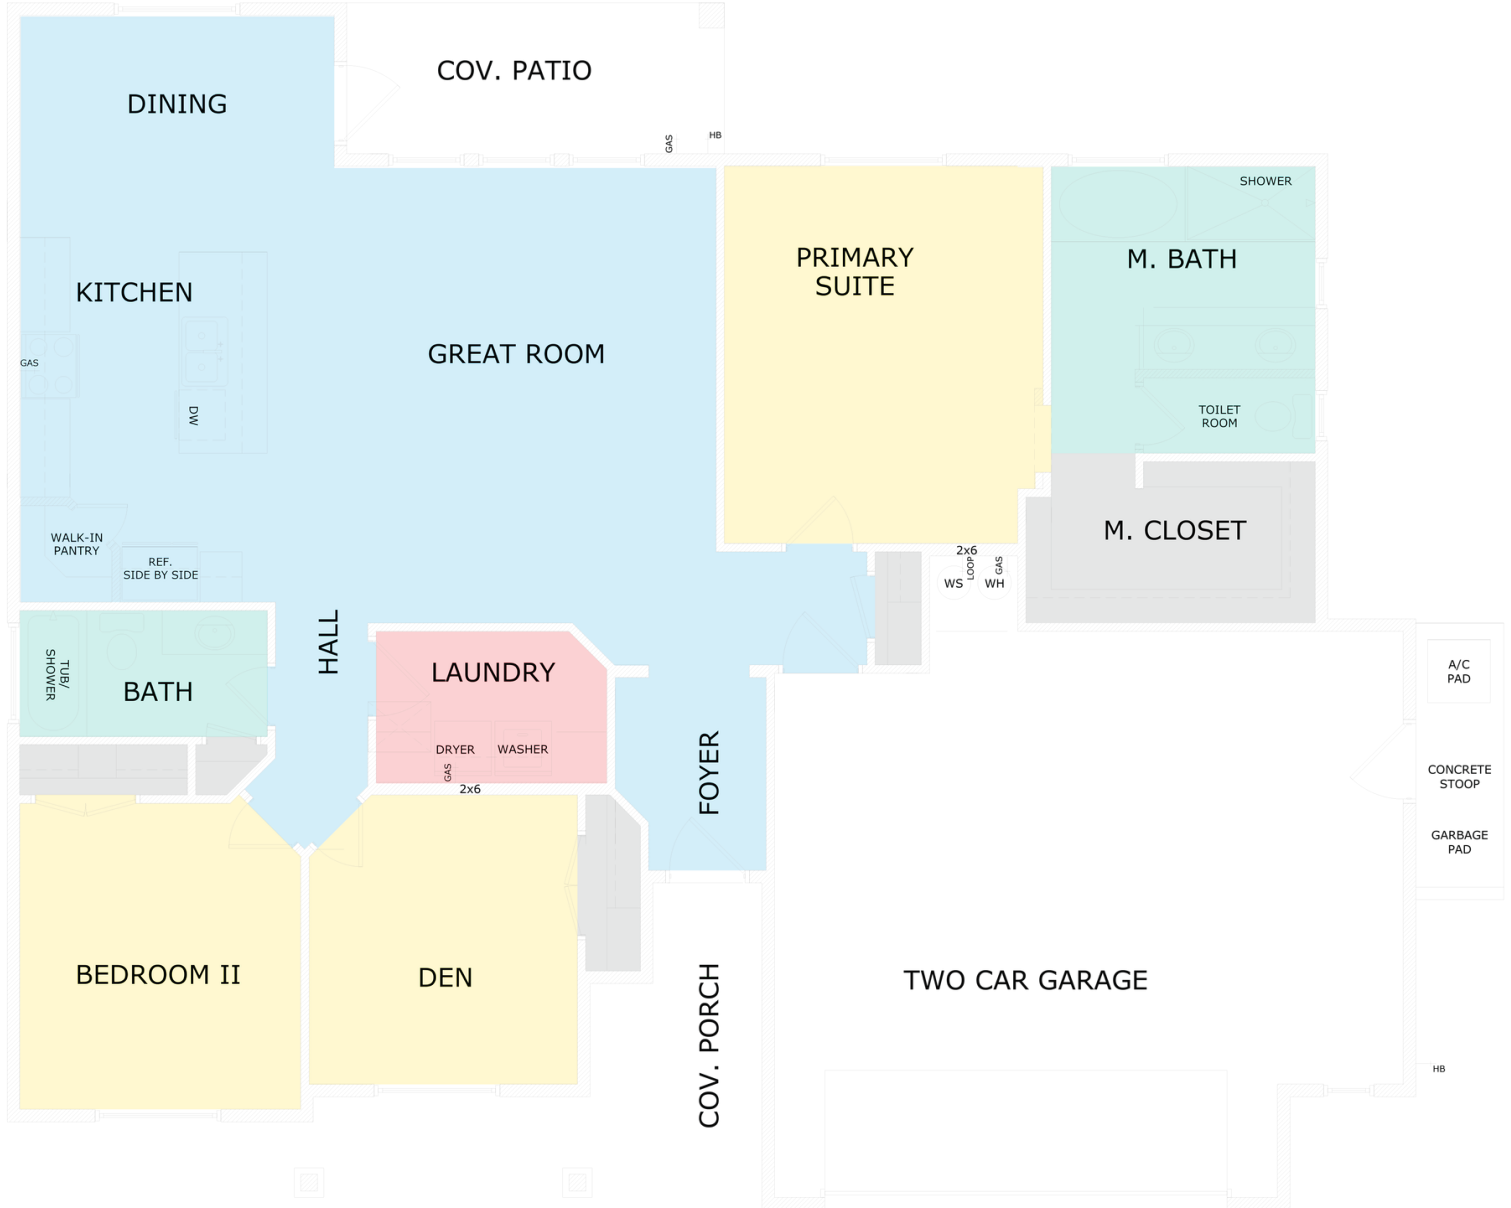 COV. PATIO
DINING
GAS
HB
SHOWER
PRIMARY
SUITE
M. BATH
KITCHEN
GREAT ROOM
GAS
DW
TOILET
ROOM
WALK-IN
PANTRY
REF.
SIDE BY SIDE
M. CLOSET
2x6
LOOP
GAS
WS
WH
HALL
TUB/
SHOWER
BATH
LAUNDRY
A/C
PAD
DRYER
WASHER
GAS
2x6
FOYER
CONCRETE
STOOP
GARBAGE
PAD
BEDROOM II
DEN
COV. PORCH
TWO CAR GARAGE
HB